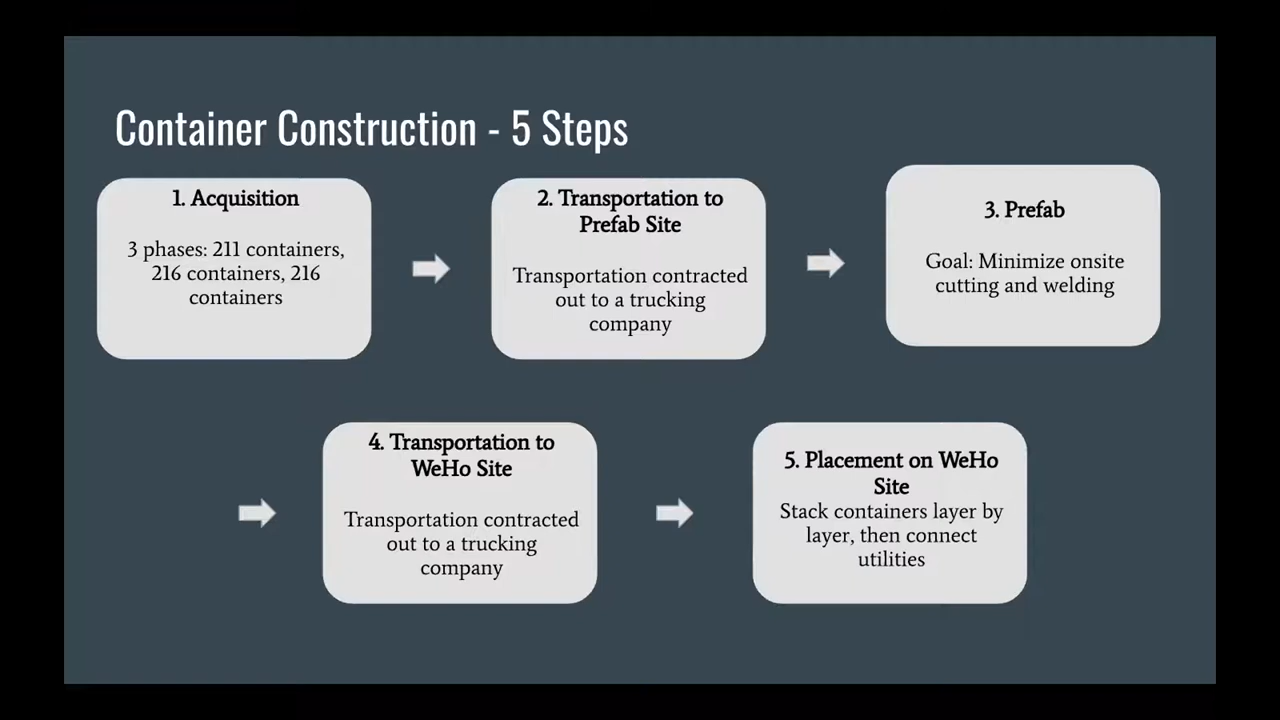 Container Construction - 5 Steps
1. Acquisition
3 phases: 211 containers,
216 containers, 216
containers
2. Transportation to
Prefab Site
Transportation contracted
out to a trucking
company
3. Prefab
Goal: Minimize onsite
cutting and welding
4. Transportation to
WeHo Site
Transportation contracted
out to a trucking
company
5. Placement on WeHo
Site
Stack containers layer by
layer, then connect
utilities